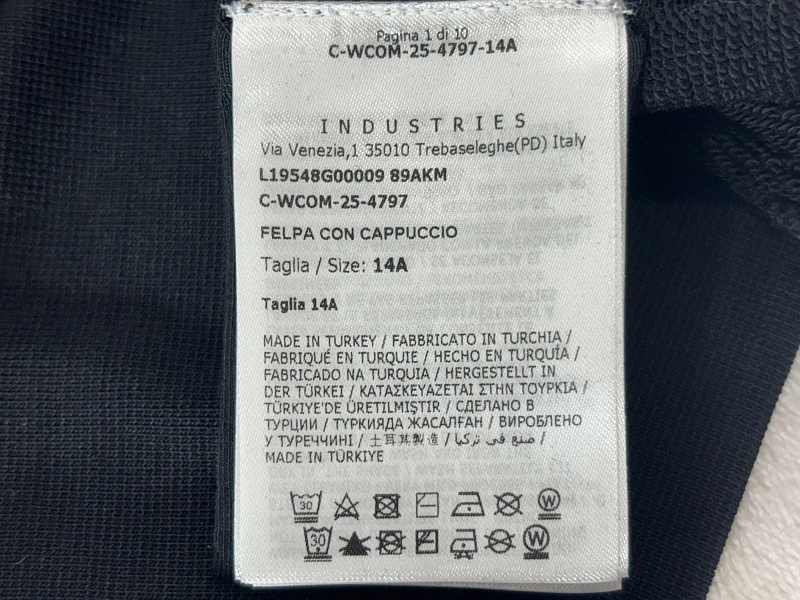 Pagina 1 di 10
C-WCOM-25-4797-14A
INDUSTRIES
Via Venezia,1 35010 Trebaseleghe(PD) Italy
L19548G00009 89AKM
C-WCOM-25-4797
FELPA CON CAPPUCCIO
Taglia / Size: 14A
Taglia 14A
MADE IN TURKEY / FABBRICATO IN TURCHIA /
FABRIQUÉ EN TURQUIE / HECHO EN TURQUÍA /
FABRICADO NA TURQUIA / HERGESTELLT IN
DER TÜRKEI / ΚΑΤΑΣΚΕΥΑΖΕΤΑΙ ΣΤΗΝ ΤΟΥΡΚΙΑ /
TÜRKIYE'DE ÜRETILMIŞTIR / СДЕЛАНО В
ТУРЦИИ / ТҮРКИЯДА ЖАСАЛҒАН / ВИРОБЛЕНО
У ТУРЕЧЧИНІ / 土耳其製造 / صنع في تركيا /
MADE IN TÜRKIYE
30 W
30 W